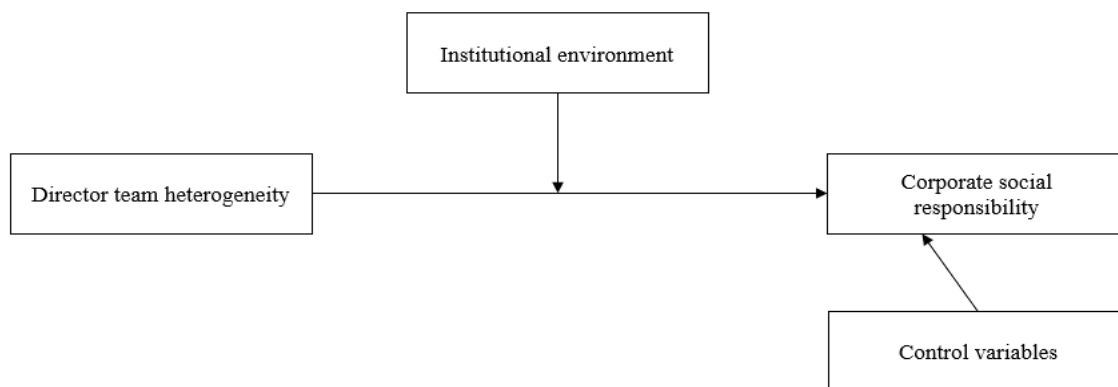 Institutional environment
Director team heterogeneity
Corporate social
responsibility
Control variables